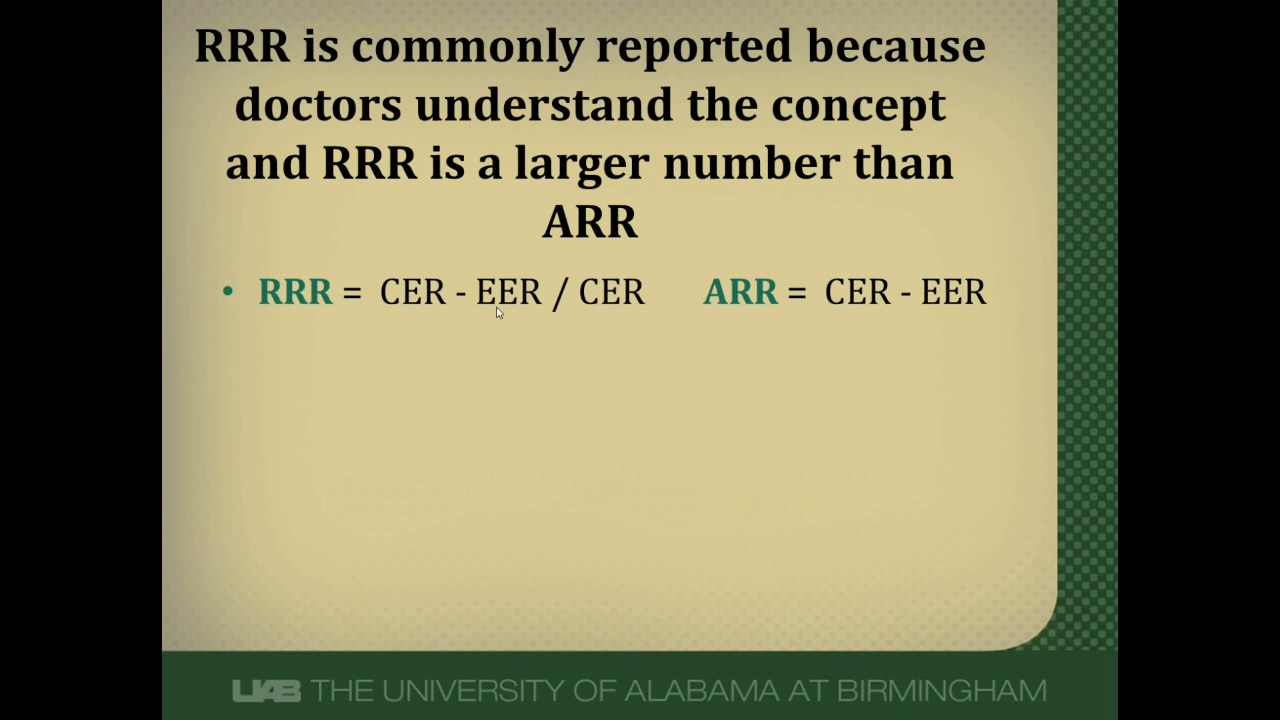 RRR is commonly reported because
doctors understand the concept
and RRR is a larger number than
ARR
• RRR = CER - EER / CER ARR = CER - EER
UAB THE UNIVERSITY OF ALABAMA AT BIRMINGHAM